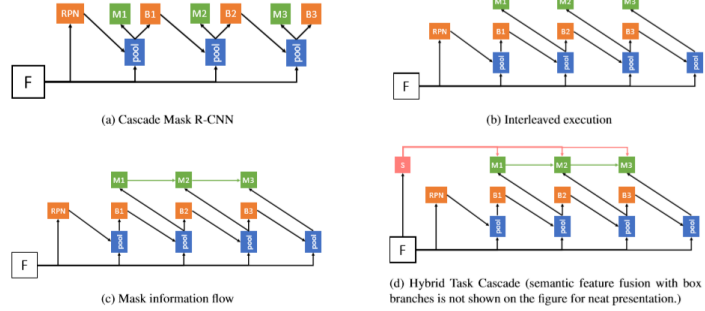 RPN M1 B1 M2 B2 M3 B3
pool pool pool
F
(a) Cascade Mask R-CNN
M1 M2 M3
RPN B1 B2 B3
pool pool pool pool
F
(b) Interleaved execution
M1 M2 M3
RPN B1 B2 B3
pool pool pool pool
F
(c) Mask information flow
S M1 M2 M3
RPN B1 B2 B3
pool pool pool pool
F
(d) Hybrid Task Cascade (semantic feature fusion with box
branches is not shown on the figure for neat presentation.)